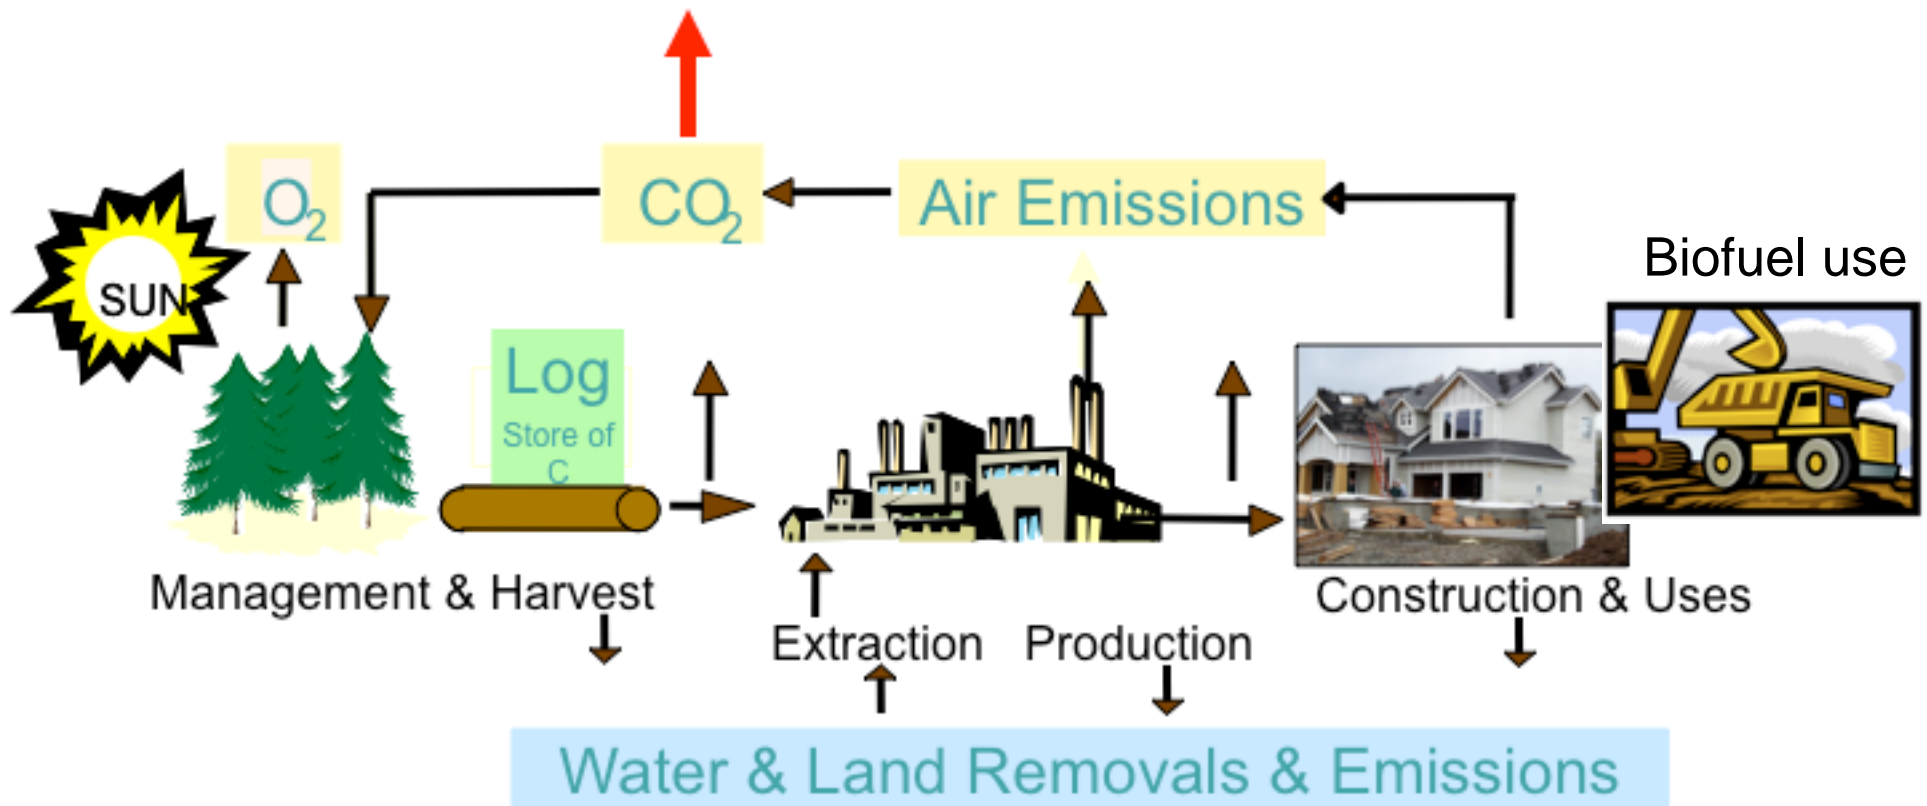 O₂
CO₂
Air Emissions
Biofuel use
SUN
Log
Store of
C
Management & Harvest
Construction & Uses
Extraction
Production
Water & Land Removals & Emissions